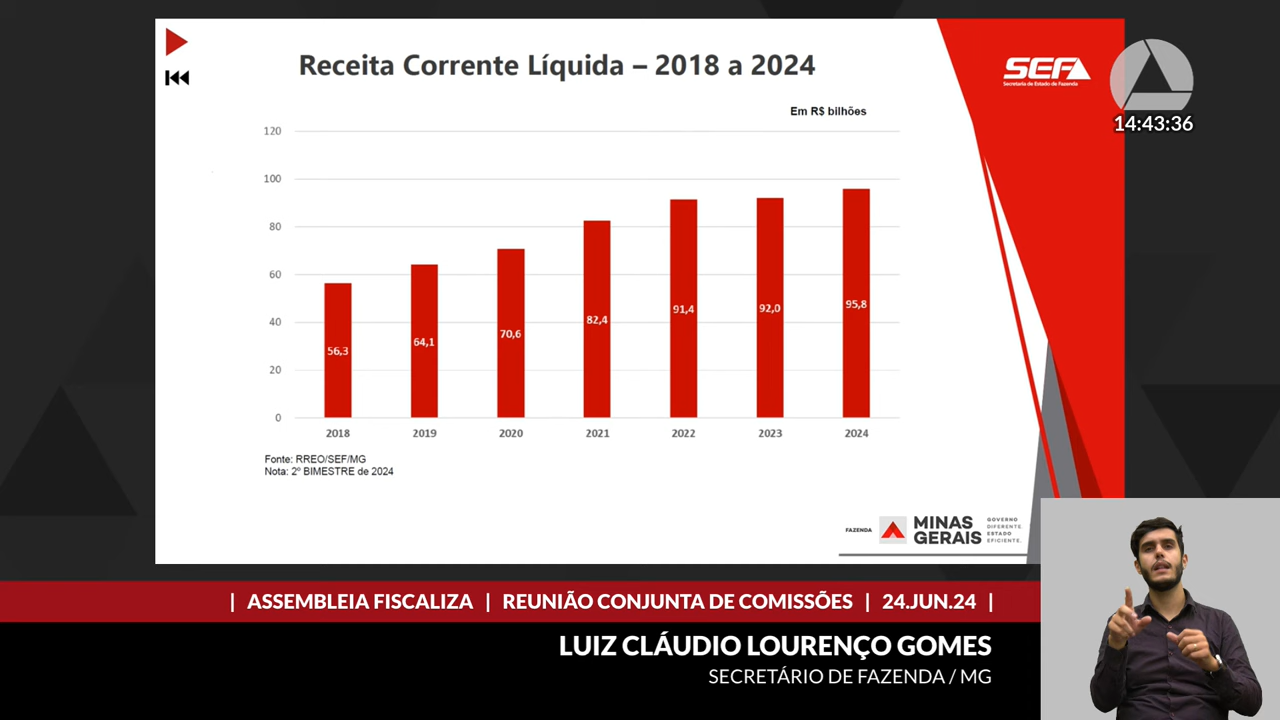 Receita Corrente Líquida – 2018 a 2024
SEF
Secretaria de Estado de Fazenda
14:43:36
Em R$ bilhões
120
100
80
60
40
20
0
56,3
64,1
70,6
82,4
91,4
92,0
95,8
2018
2019
2020
2021
2022
2023
2024
Fonte: RREO/SEF/MG
Nota: 2º BIMESTRE de 2024
FAZENDA
MINAS
GERAIS
GOVERNO
DIFERENTE.
ESTADO
EFICIENTE.
| ASSEMBLEIA FISCALIZA | REUNIÃO CONJUNTA DE COMISSÕES | 24.JUN.24 |
LUIZ CLÁUDIO LOURENÇO GOMES
SECRETÁRIO DE FAZENDA / MG